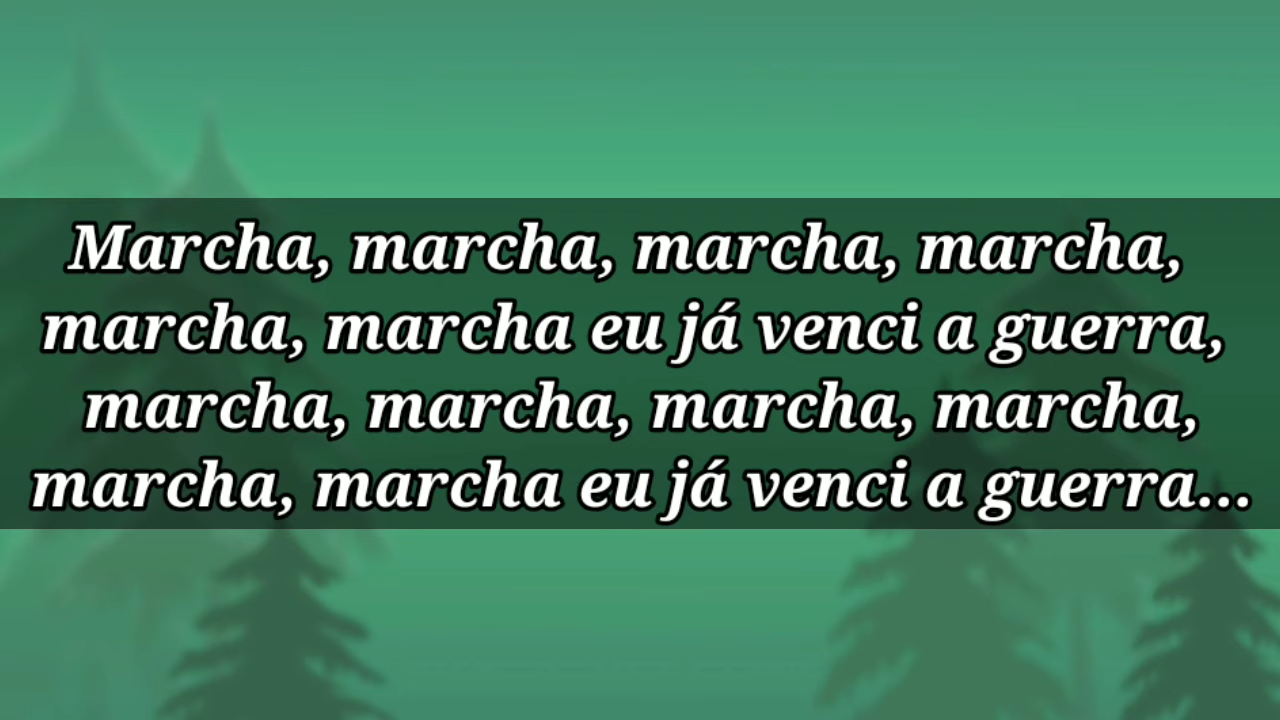 Marcha, marcha, marcha, marcha,
marcha, marcha eu já venci a guerra,
marcha, marcha, marcha, marcha,
marcha, marcha eu já venci a guerra...